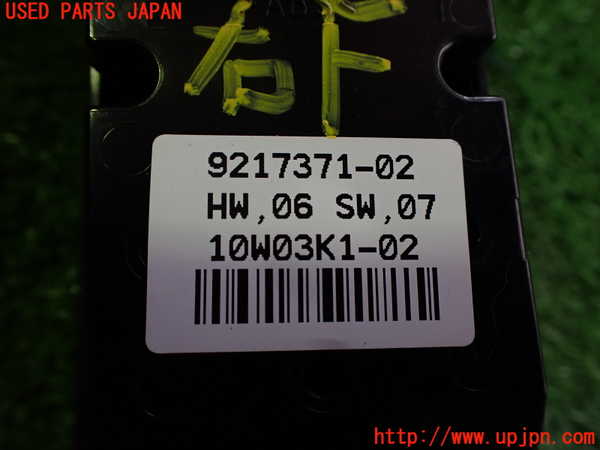 USED PARTS JAPAN
右ト
9217371-02
HW,06 SW,07
10W03K1-02
http://www.upjpn.com